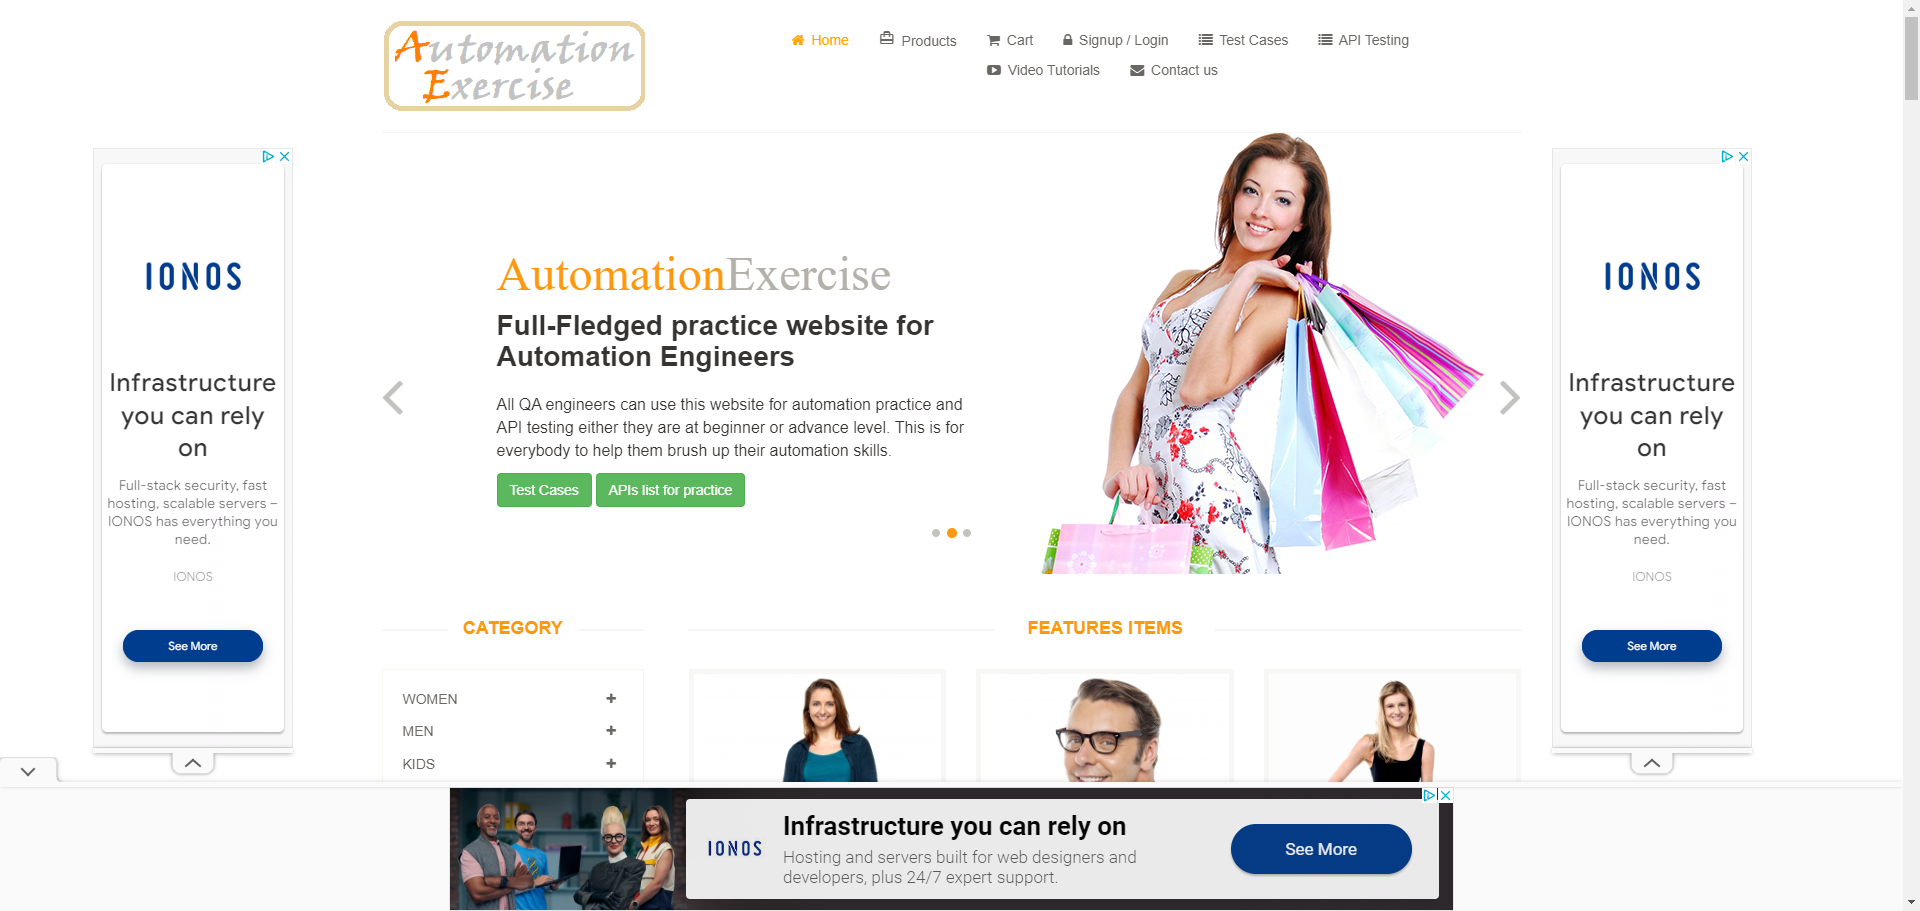 Automation
Exercise
Home
Products
Cart
Signup / Login
Test Cases
API Testing
Video Tutorials
Contact us
IONOS
Infrastructure
you can rely
on
Full-stack security, fast
hosting, scalable servers –
IONOS has everything you
need.
IONOS
See More
AutomationExercise
Full-Fledged practice website for
Automation Engineers
All QA engineers can use this website for automation practice and
API testing either they are at beginner or advance level. This is for
everybody to help them brush up their automation skills.
Test Cases
APIs list for practice
IONOS
Infrastructure
you can rely
on
Full-stack security, fast
hosting, scalable servers –
IONOS has everything you
need.
IONOS
See More
CATEGORY
WOMEN
MEN
KIDS
FEATURES ITEMS
IONOS
Infrastructure you can rely on
Hosting and servers built for web designers and
developers, plus 24/7 expert support.
See More